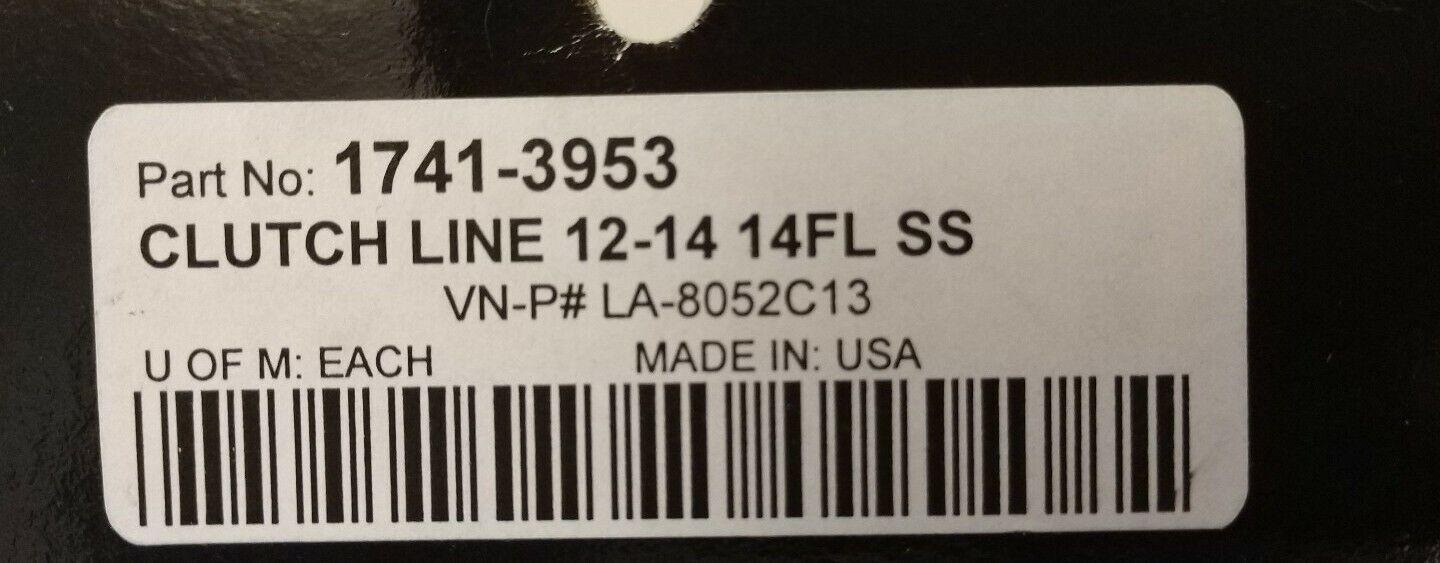 Part No: 1741-3953
CLUTCH LINE 12-14 14FL SS
VN-P# LA-8052C13
U OF M: EACH MADE IN: USA